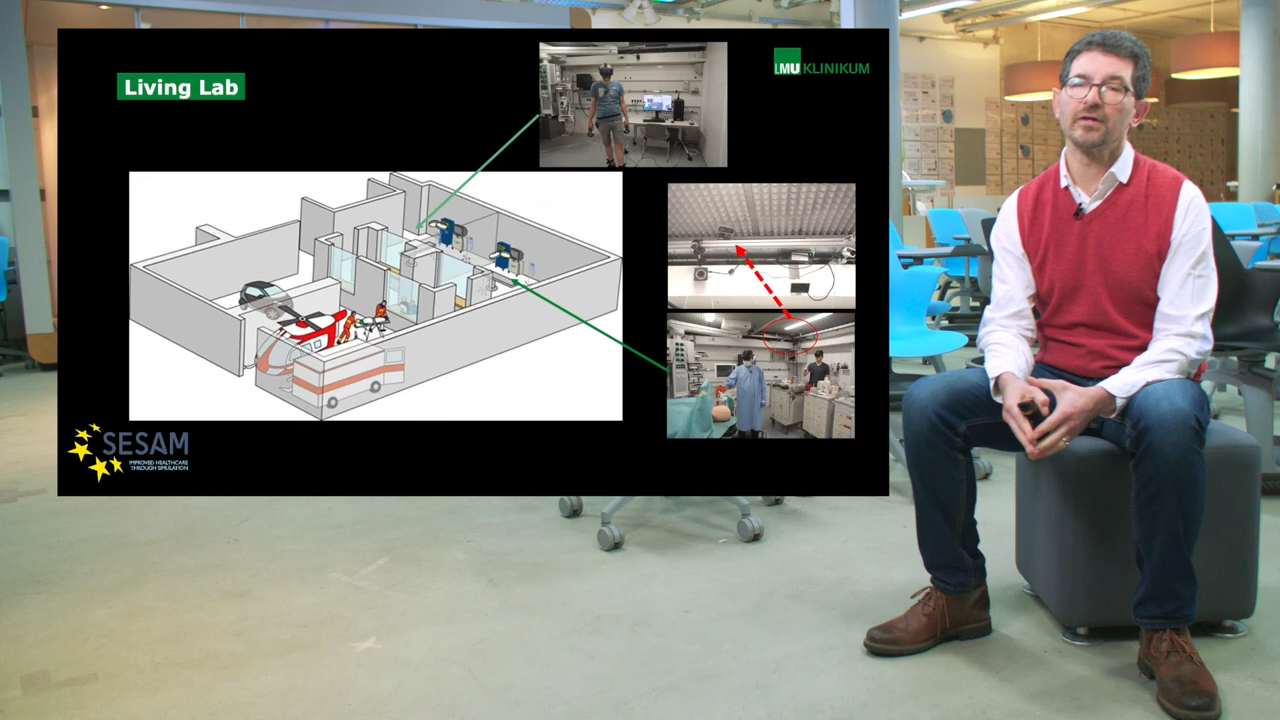 Living Lab
LMU KLINIKUM
SESAM
IMPROVED HEALTHCARE
THROUGH SIMULATION